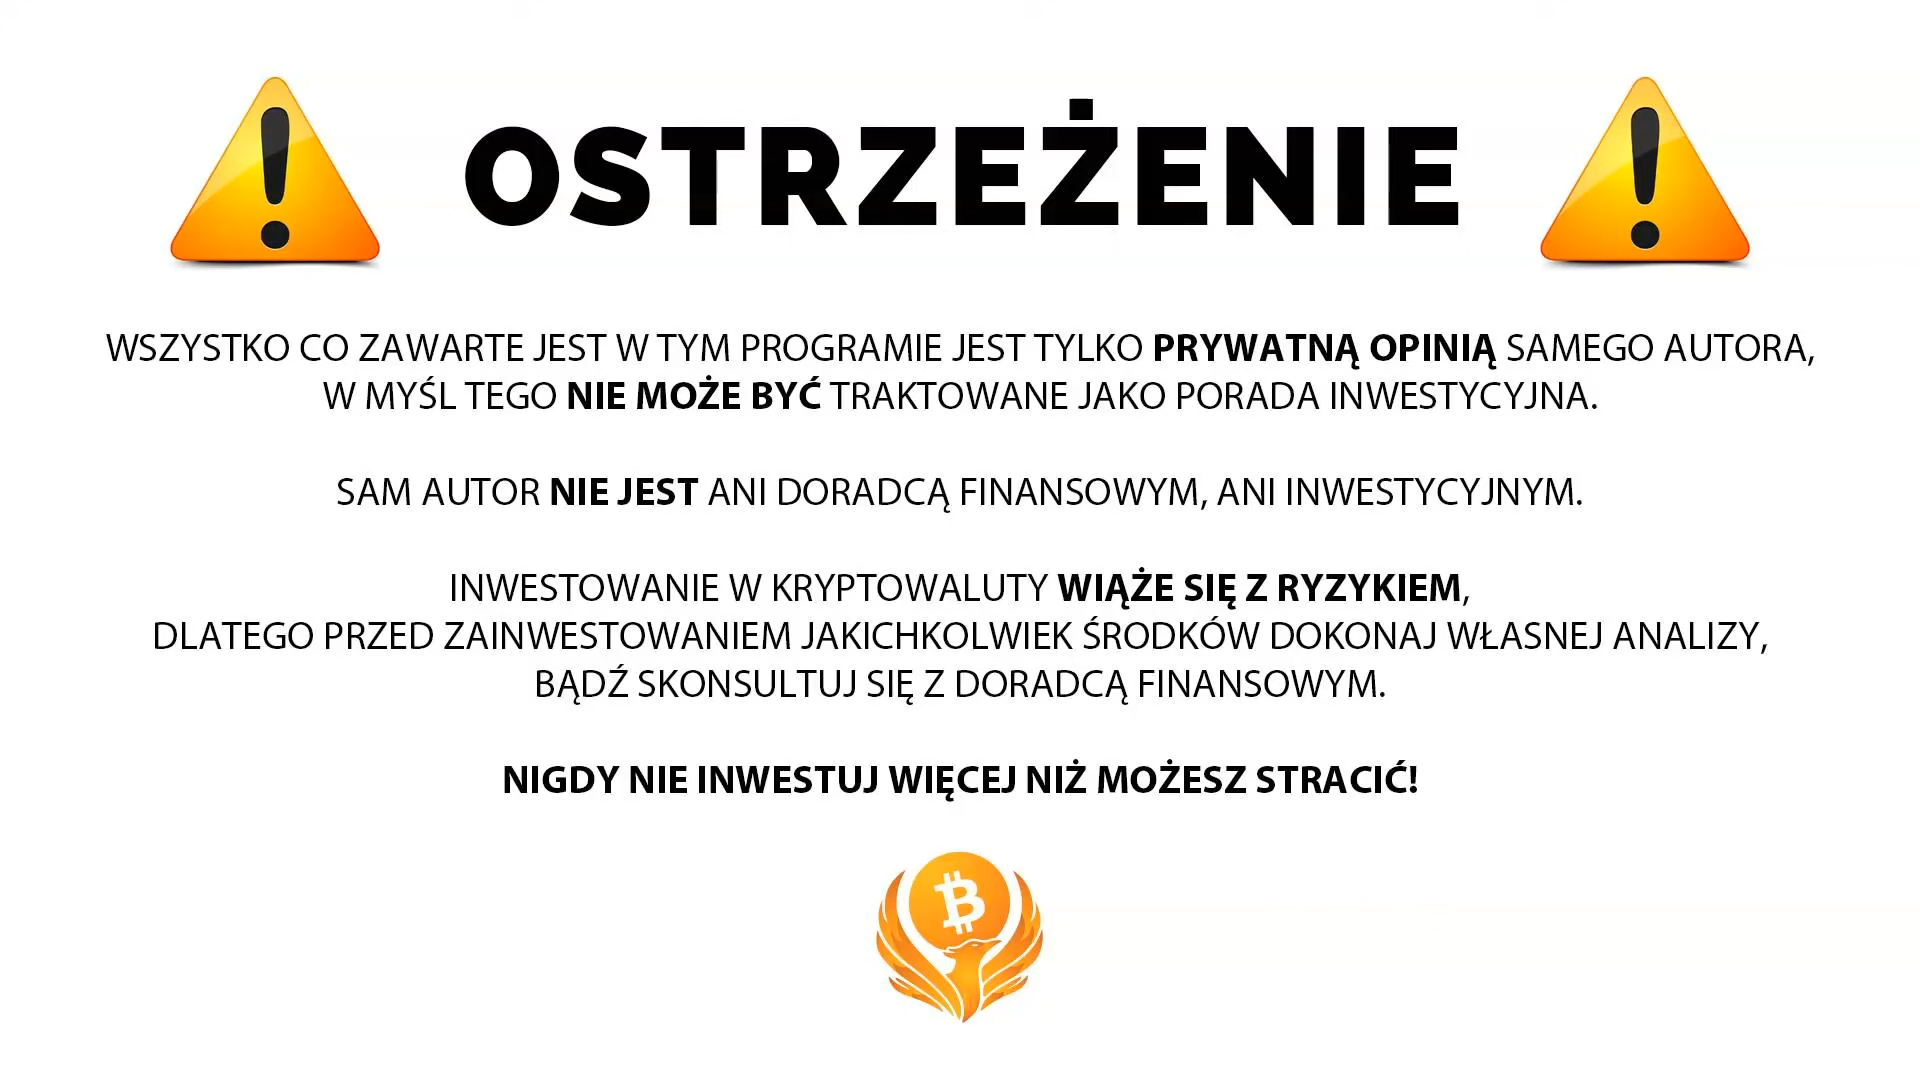 OSTRZEŻENIE
WSZYSTKO CO ZAWARTE JEST W TYM PROGRAMIE JEST TYLKO PRYWATNĄ OPINIĄ SAMEGO AUTORA,
W MYŚL TEGO NIE MOŻE BYĆ TRAKTOWANE JAKO PORADA INWESTYCYJNA.
SAM AUTOR NIE JEST ANI DORADCĄ FINANSOWYM, ANI INWESTYCYJNYM.
INWESTOWANIE W KRYPTOWALUTY WIĄŻE SIĘ Z RYZYKIEM,
DLATEGO PRZED ZAINWESTOWANIEM JAKICHKOLWIEK ŚRODKÓW DOKONAJ WŁASNEJ ANALIZY,
BĄDŹ SKONSULTUJ SIĘ Z DORADCĄ FINANSOWYM.
NIGDY NIE INWESTUJ WIĘCEJ NIŻ MOŻESZ STRACIĆ!